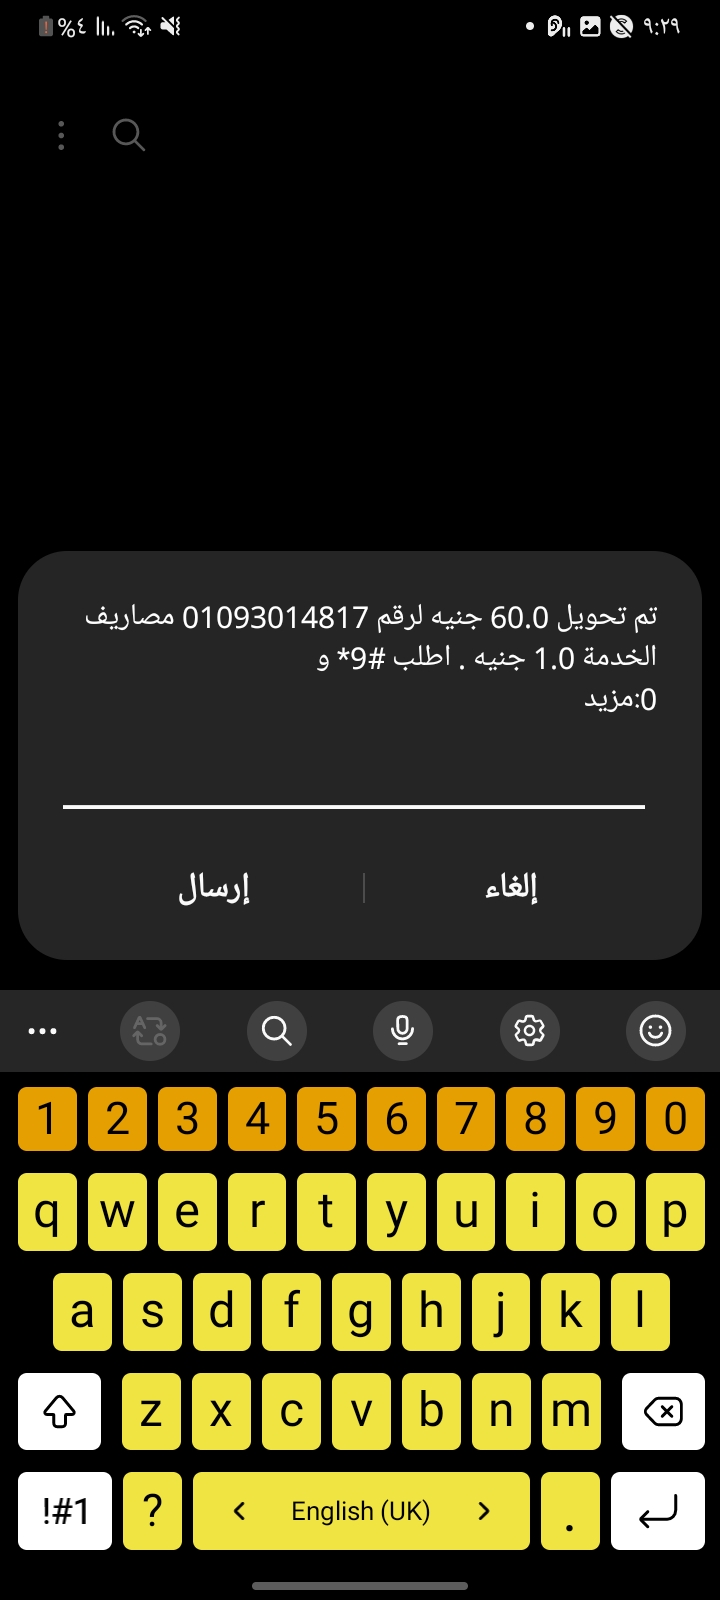 %٤
٩:٢٩
تم تحويل 60.0 جنيه لرقم 01093014817 مصاريف
الخدمة 1.0 جنيه . اطلب #9* و
0:مزيد
إلغاء
إرسال
1 2 3 4 5 6 7 8 9 0
q w e r t y u i o p
a s d f g h j k l
z x c v b n m
!#1 ? < English (UK) > .